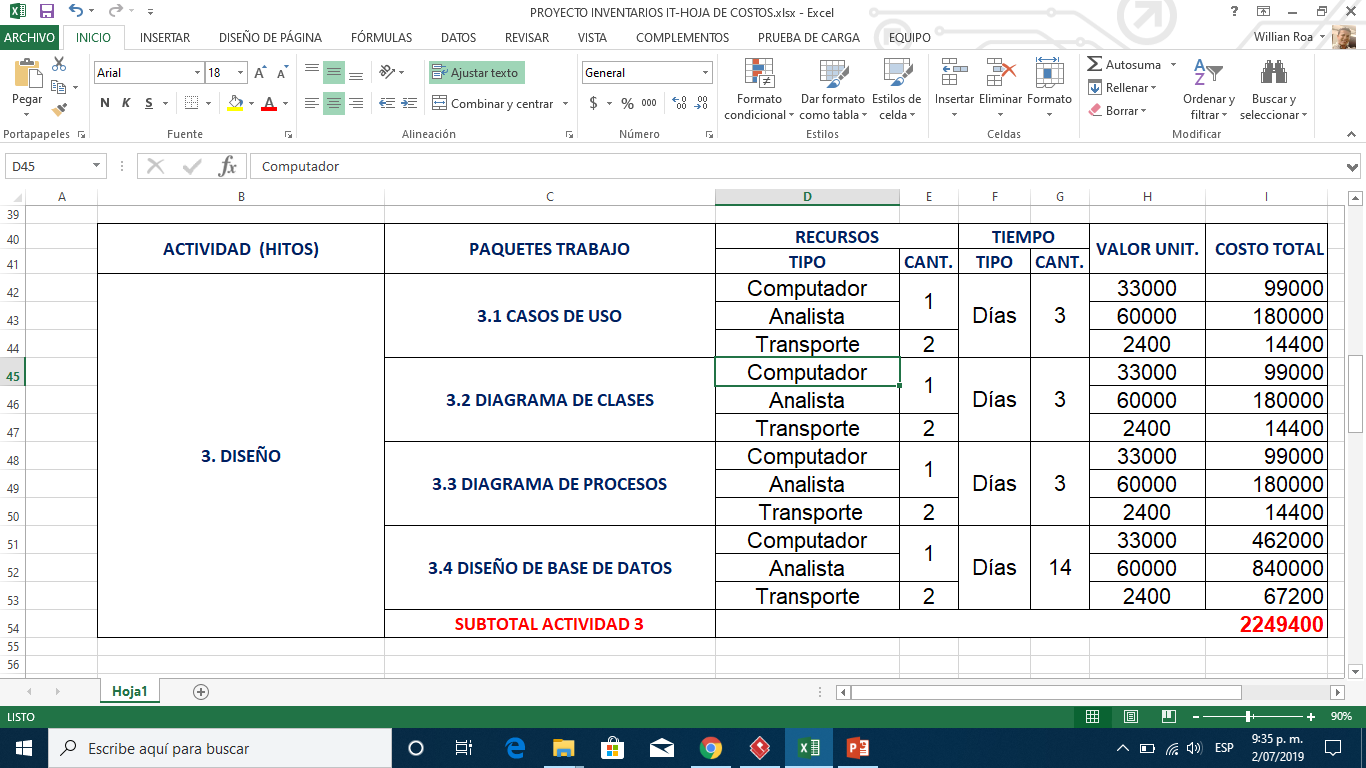 PROYECTO INVENTARIOS IT-HOJA DE COSTOS.xlsx - Excel
ARCHIVO INICIO INSERTAR DISEÑO DE PÁGINA FÓRMULAS DATOS REVISAR VISTA COMPLEMENTOS PRUEBA DE CARGA EQUIPO Willian Roa
Pegar
Portapapeles
Arial 18
N K S
Fuente
Ajustar texto
Combinar y centrar
Alineación
General
$ % 000
Número
Formato condicional
Dar formato como tabla
Estilos de celda
Estilos
Insertar Eliminar Formato
Celdas
Autosuma
Rellenar
Borrar
Ordenar y filtrar
Buscar y seleccionar
Modificar
D45 fx Computador
A B C D E F G H I
39
40 ACTIVIDAD (HITOS) PAQUETES TRABAJO RECURSOS TIEMPO VALOR UNIT. COSTO TOTAL
41 TIPO CANT. TIPO CANT.
42 Computador 1 33000 99000
43 3.1 CASOS DE USO Analista Días 3 60000 180000
44 Transporte 2 2400 14400
45 Computador 1 33000 99000
46 3.2 DIAGRAMA DE CLASES Analista Días 3 60000 180000
47 Transporte 2 2400 14400
48 3. DISEÑO Computador 1 33000 99000
49 3.3 DIAGRAMA DE PROCESOS Analista Días 3 60000 180000
50 Transporte 2 2400 14400
51 Computador 1 33000 462000
52 3.4 DISEÑO DE BASE DE DATOS Analista Días 14 60000 840000
53 Transporte 2 2400 67200
54 SUBTOTAL ACTIVIDAD 3 2249400
55
56
Hoja1
LISTO 90%
Escribe aquí para buscar
ESP
9:35 p. m.
2/07/2019